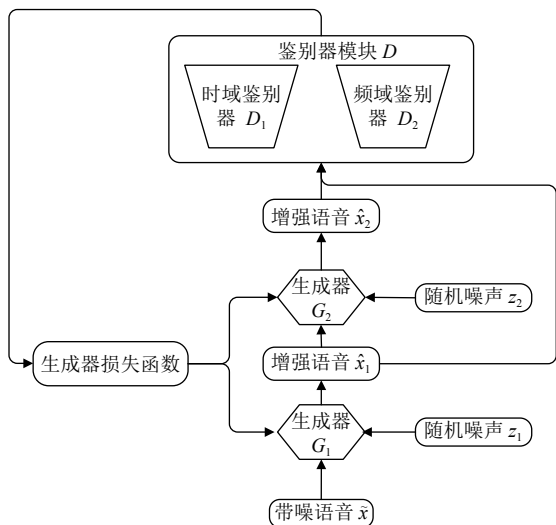 鉴别器模块 D
时域鉴别
器 D₁
频域鉴别
器 D₂
增强语音 x̂₂
生成器
G₂
随机噪声 z₂
生成器损失函数
增强语音 x̂₁
生成器
G₁
随机噪声 z₁
带噪语音 x̃